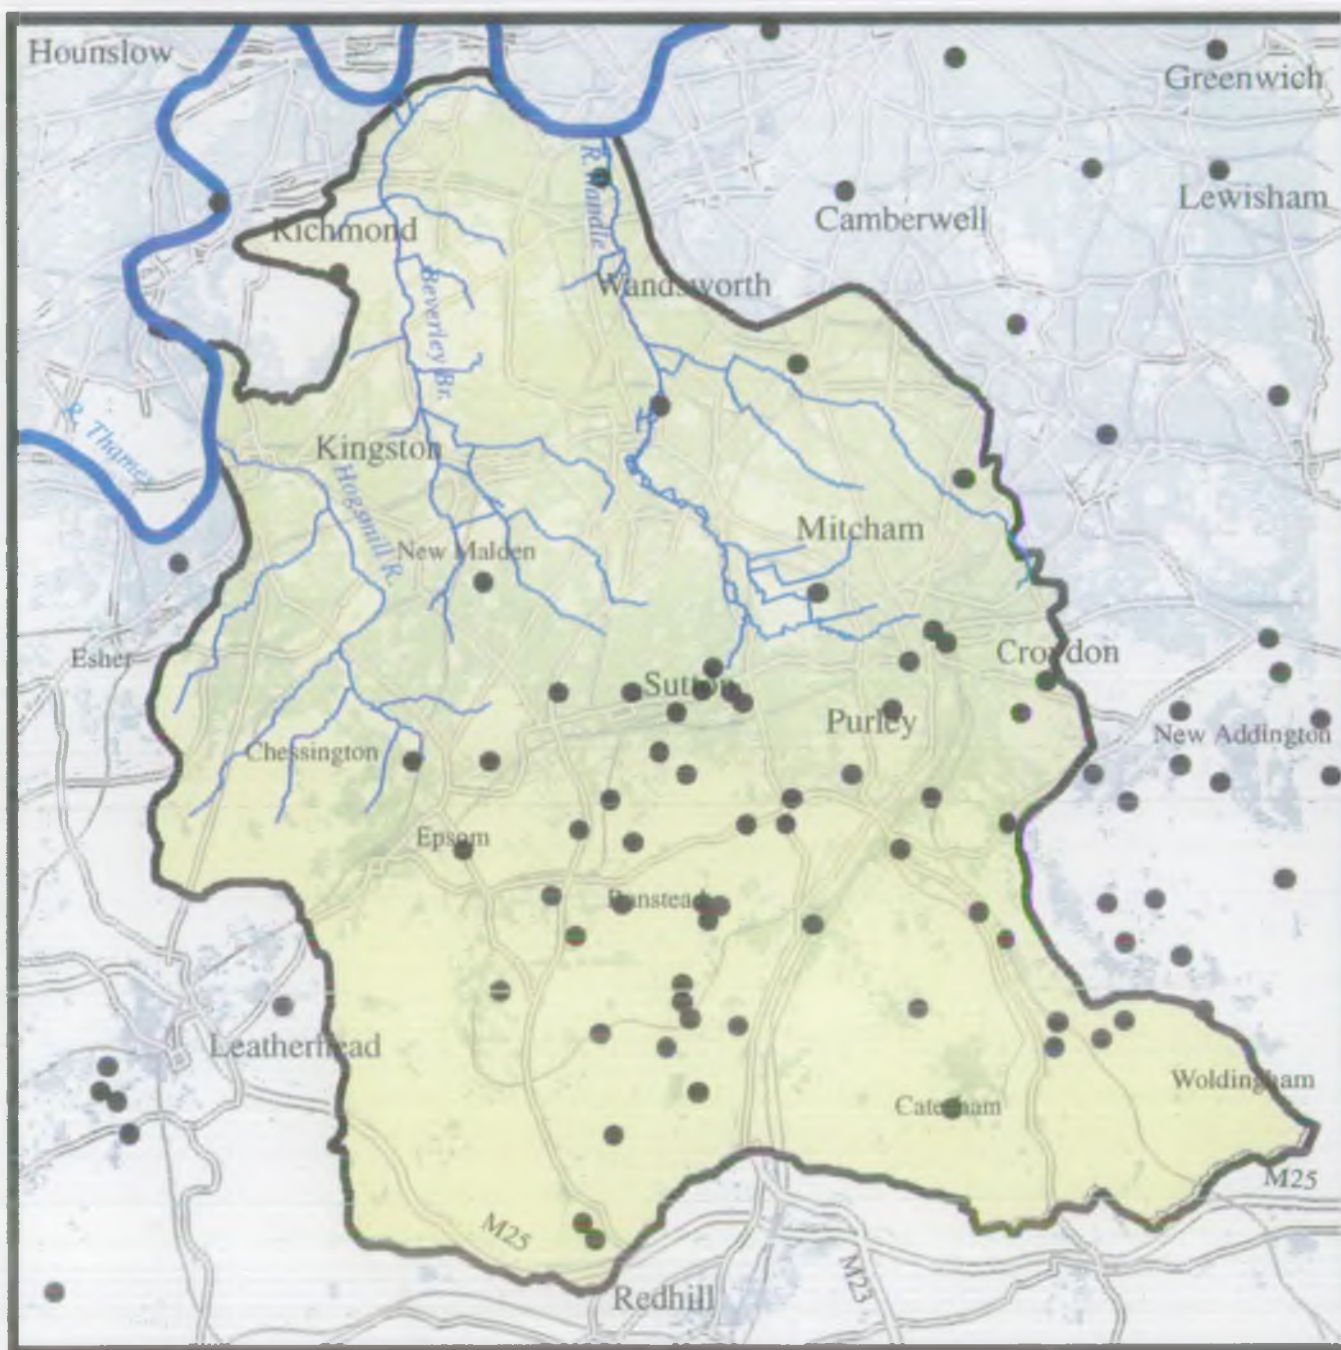 Hounslow
Greenwich
Lewisham
R. Wandle
Camberwell
Richmond
Wandsworth
Beverley Br.
R. Thames
Kingston
Hogsmill R.
Mitcham
New Malden
Esher
Croydon
Sutton
Purley
New Addington
Chessington
Epsom
Banstead
Leatherhead
Woldingham
Caterham
M25
M25
M23
Redhill